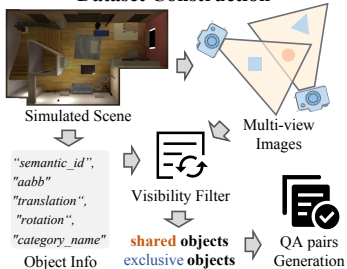 Dataset Construction
Simulated Scene
Multi-view
Images
“semantic_id”,
"aabb"
"translation“,
"rotation“,
"category_name"
Object Info
Visibility Filter
shared objects
exclusive objects
QA pairs
Generation